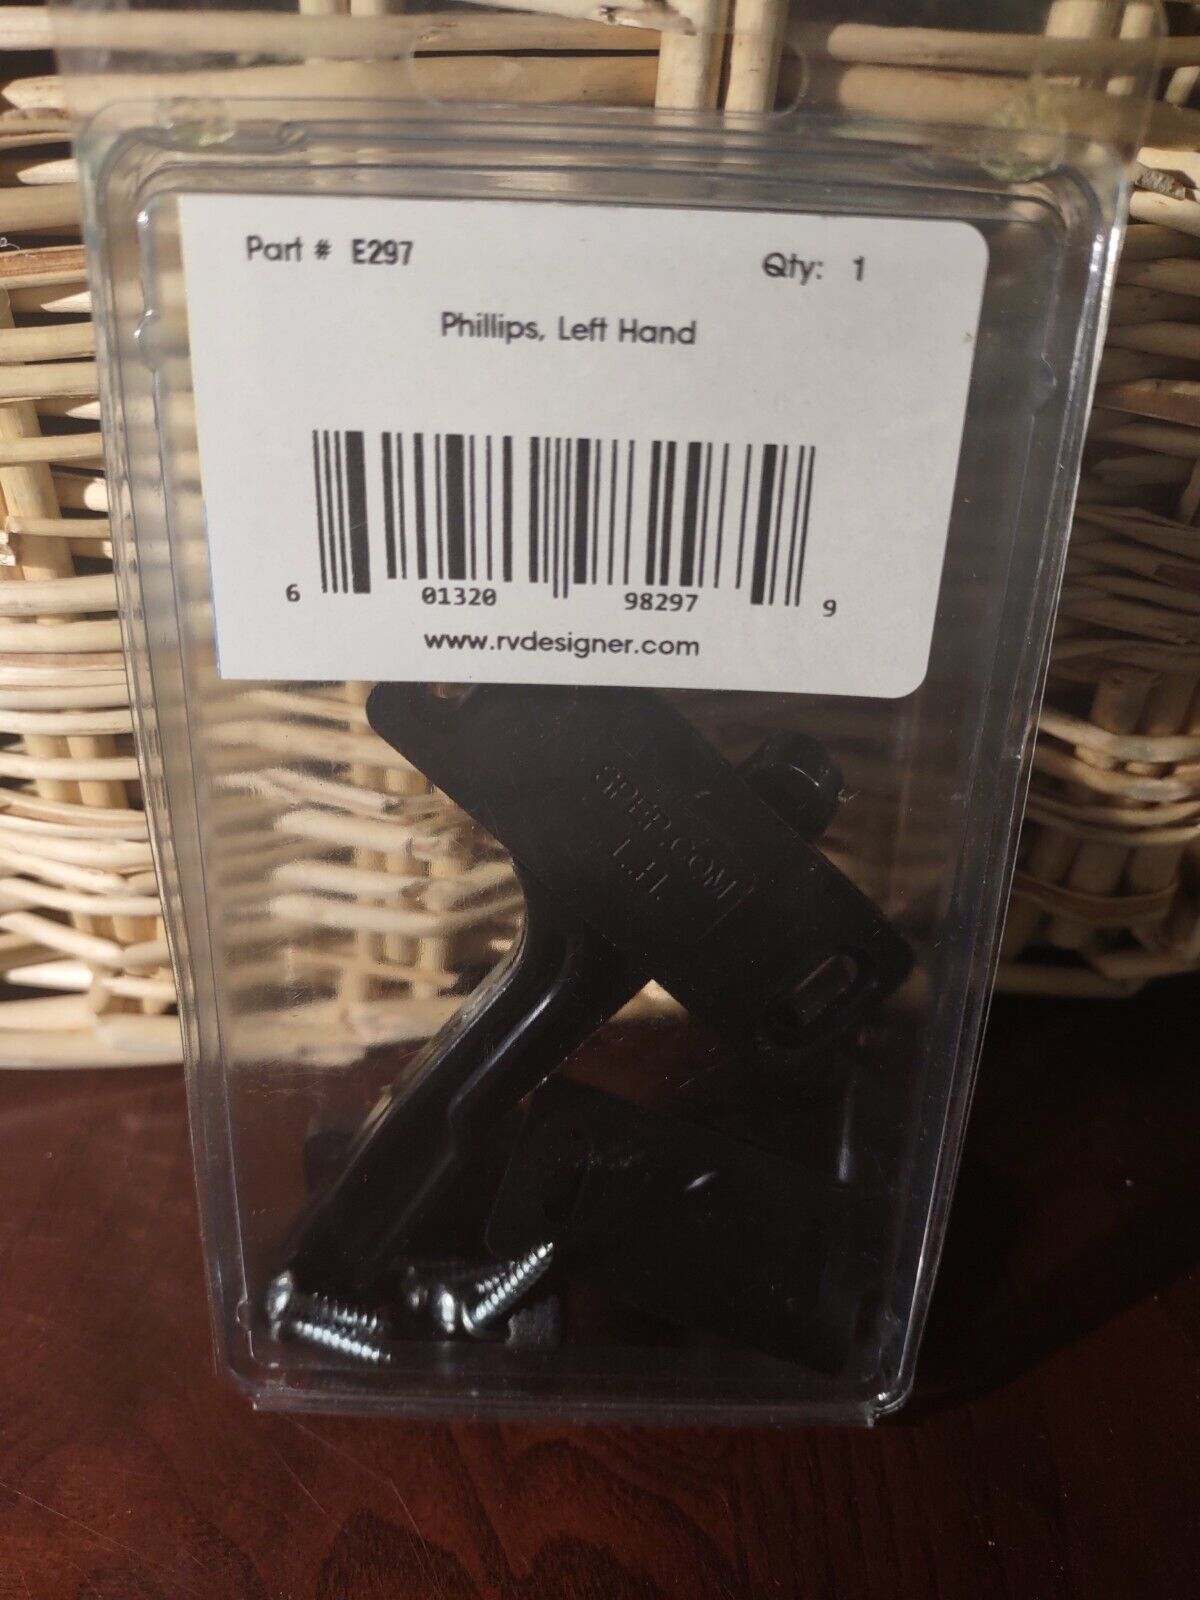 Part # E297 Qty: 1
Phillips, Left Hand
6 01320 98297 9
www.rvdesigner.com
L.H.